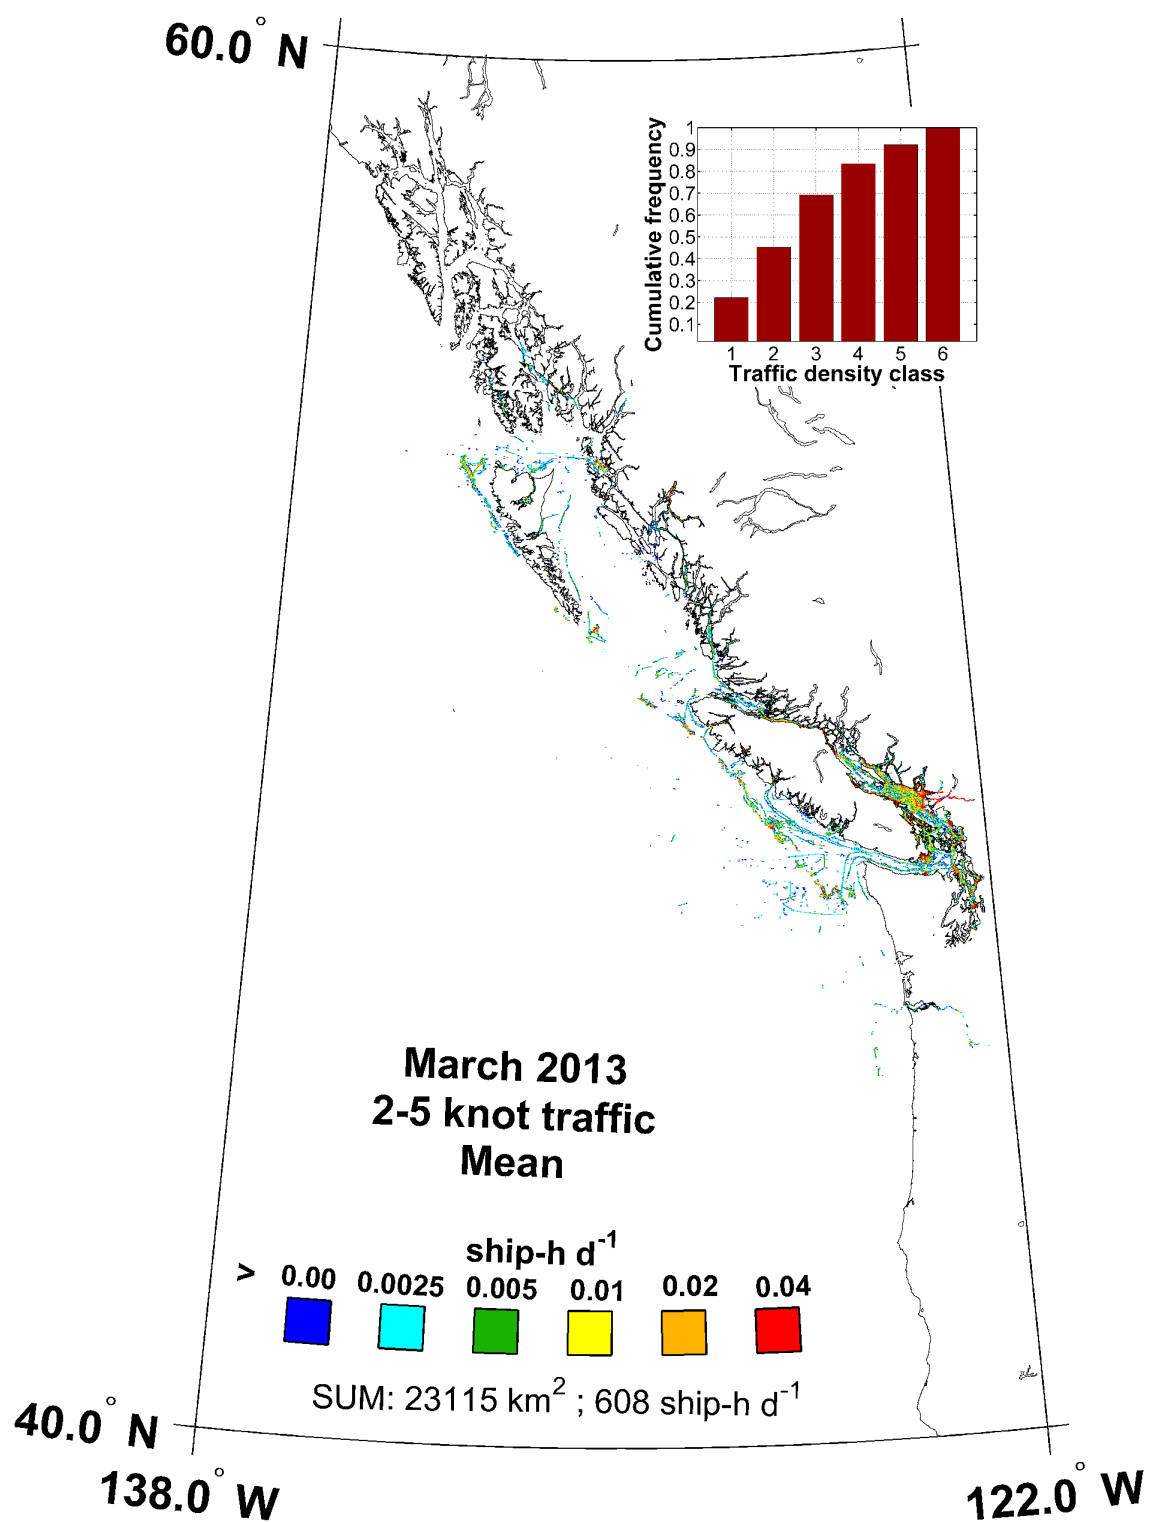 60.0° N
Cumulative frequency
1
0.9
0.8
0.7
0.6
0.5
0.4
0.3
0.2
0.1
1 2 3 4 5 6
Traffic density class
March 2013
2-5 knot traffic
Mean
ship-h d⁻¹
> 0.00 0.0025 0.005 0.01 0.02 0.04
SUM: 23115 km² ; 608 ship-h d⁻¹
40.0° N
138.0° W
122.0° W